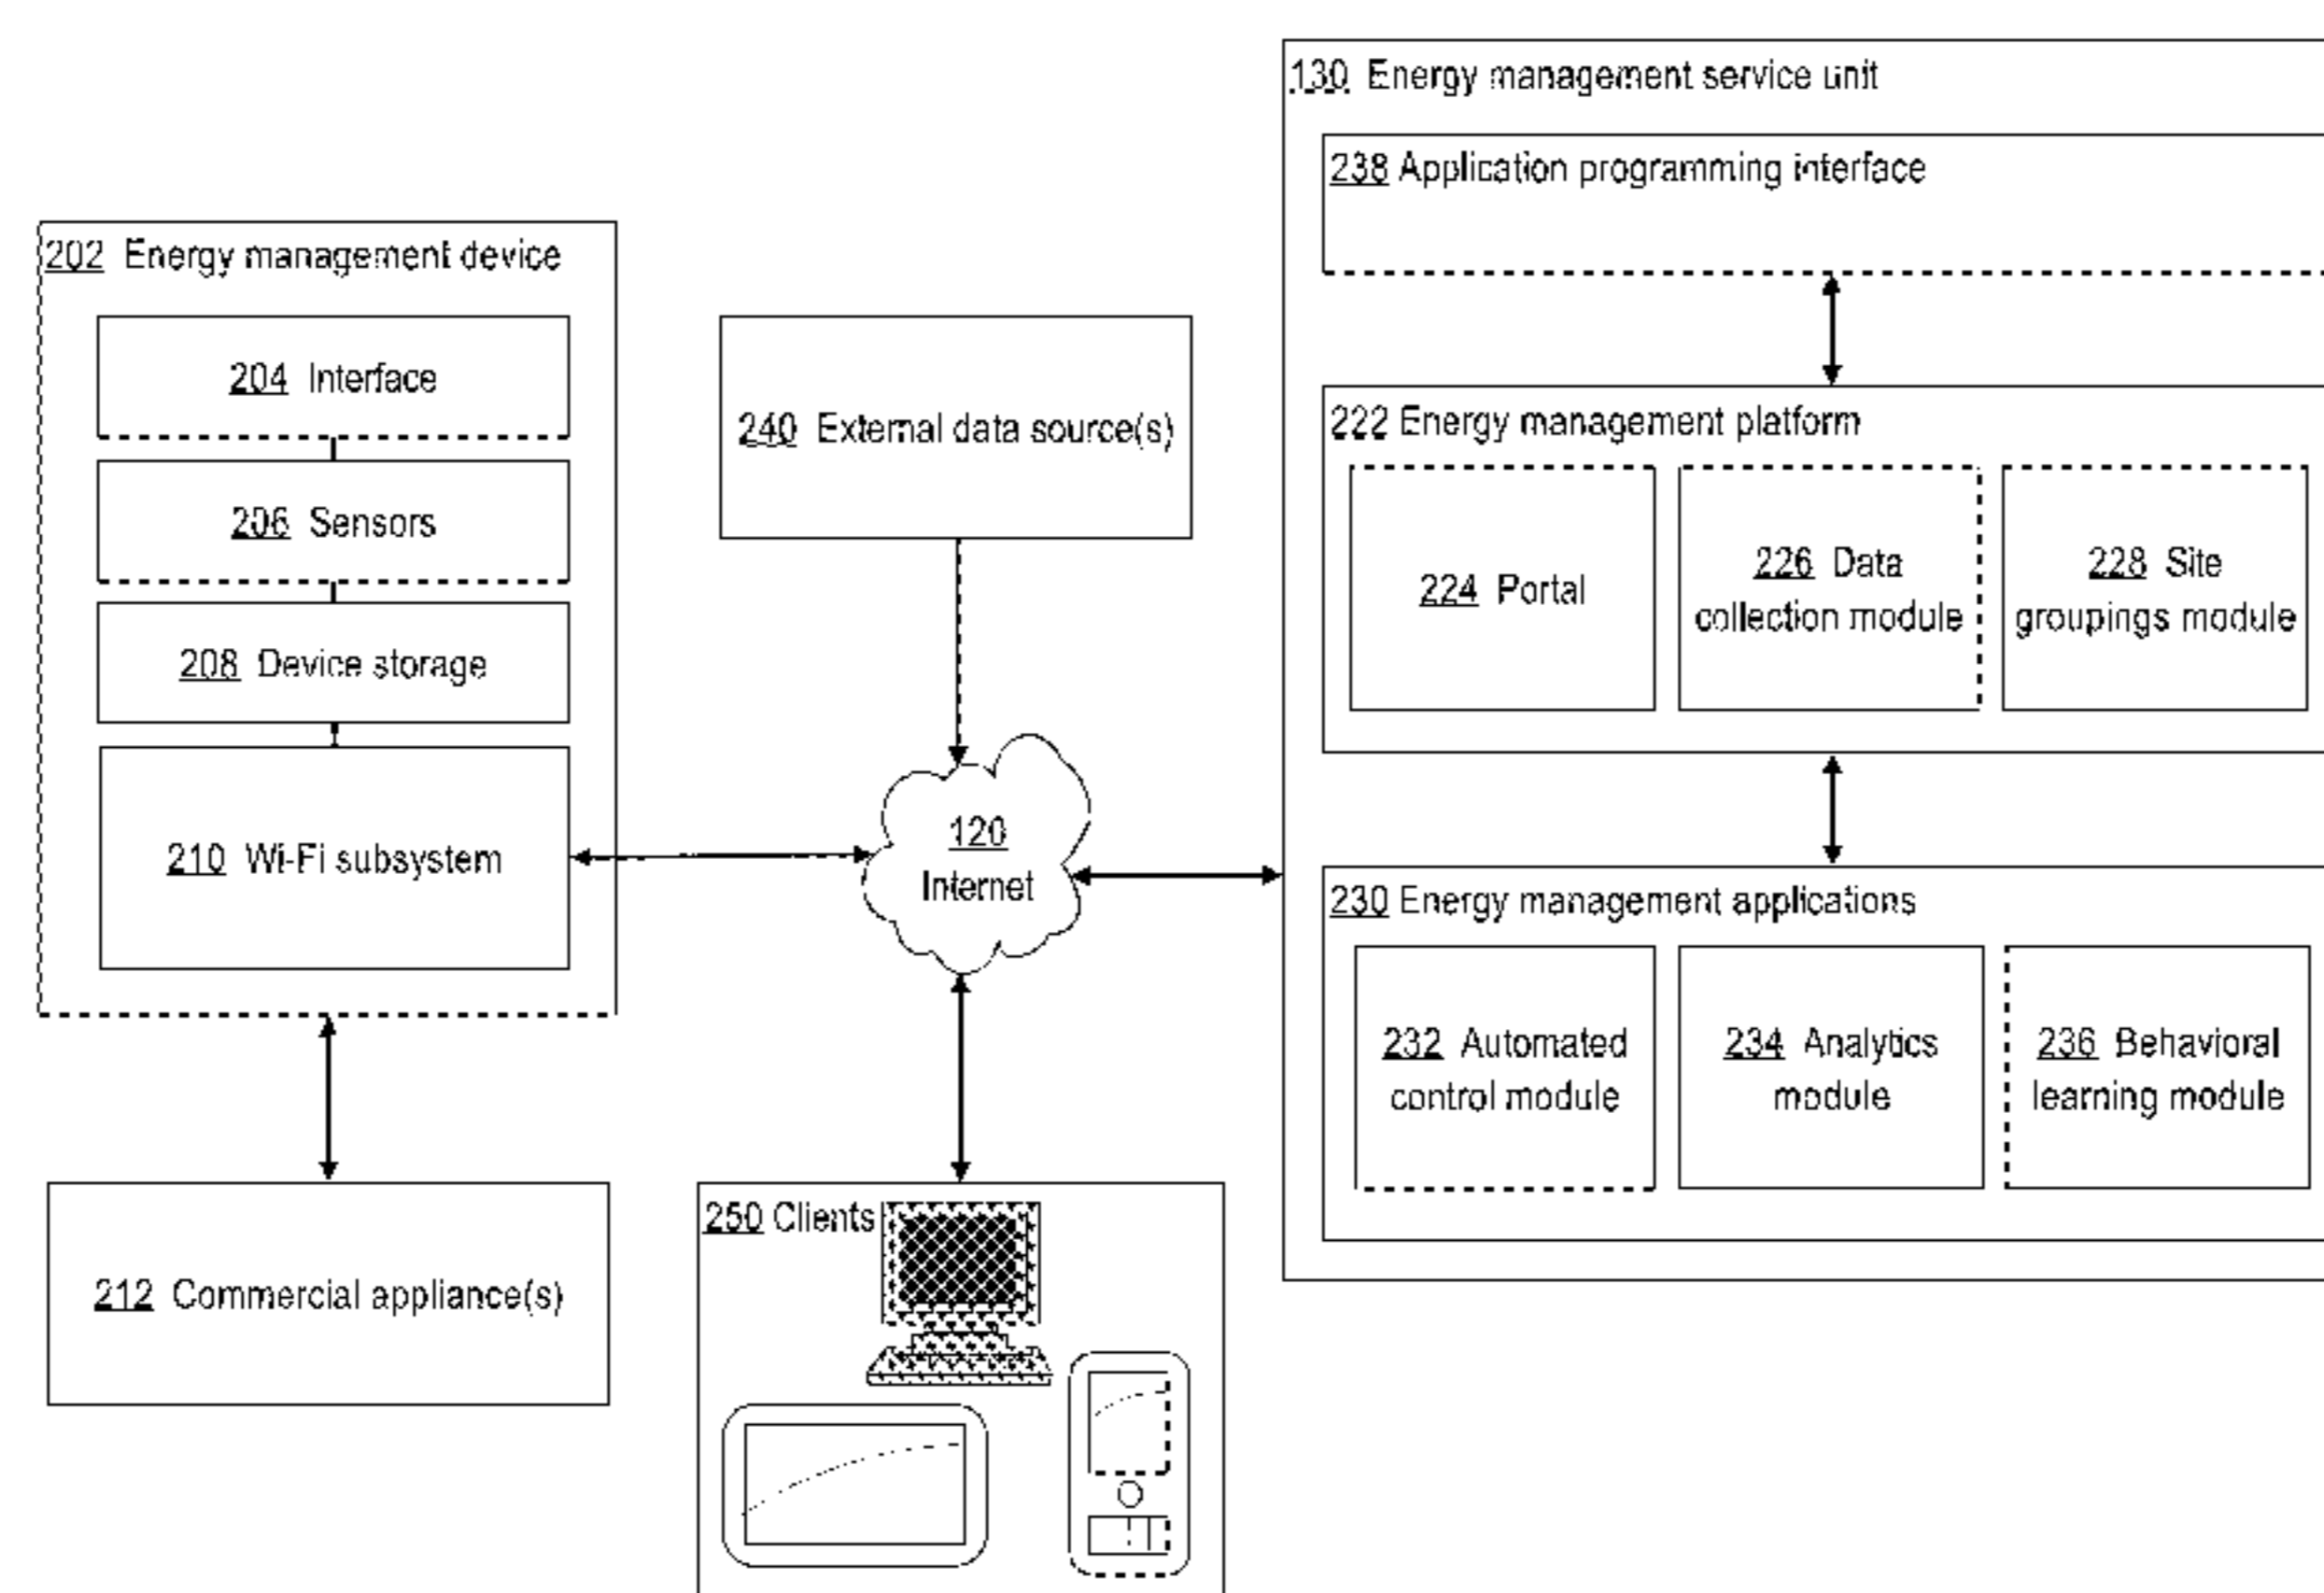 130 Energy management service unit
238 Application programming interface
202 Energy management device
204 Interface
206 Sensors
208 Device storage
210 Wi-Fi subsystem
212 Commercial appliance(s)
240 External data source(s)
120
Internet
250 Clients
222 Energy management platform
224 Portal
226 Data
collection module
228 Site
groupings module
230 Energy management applications
232 Automated
control module
234 Analytics
module
236 Behavioral
learning module